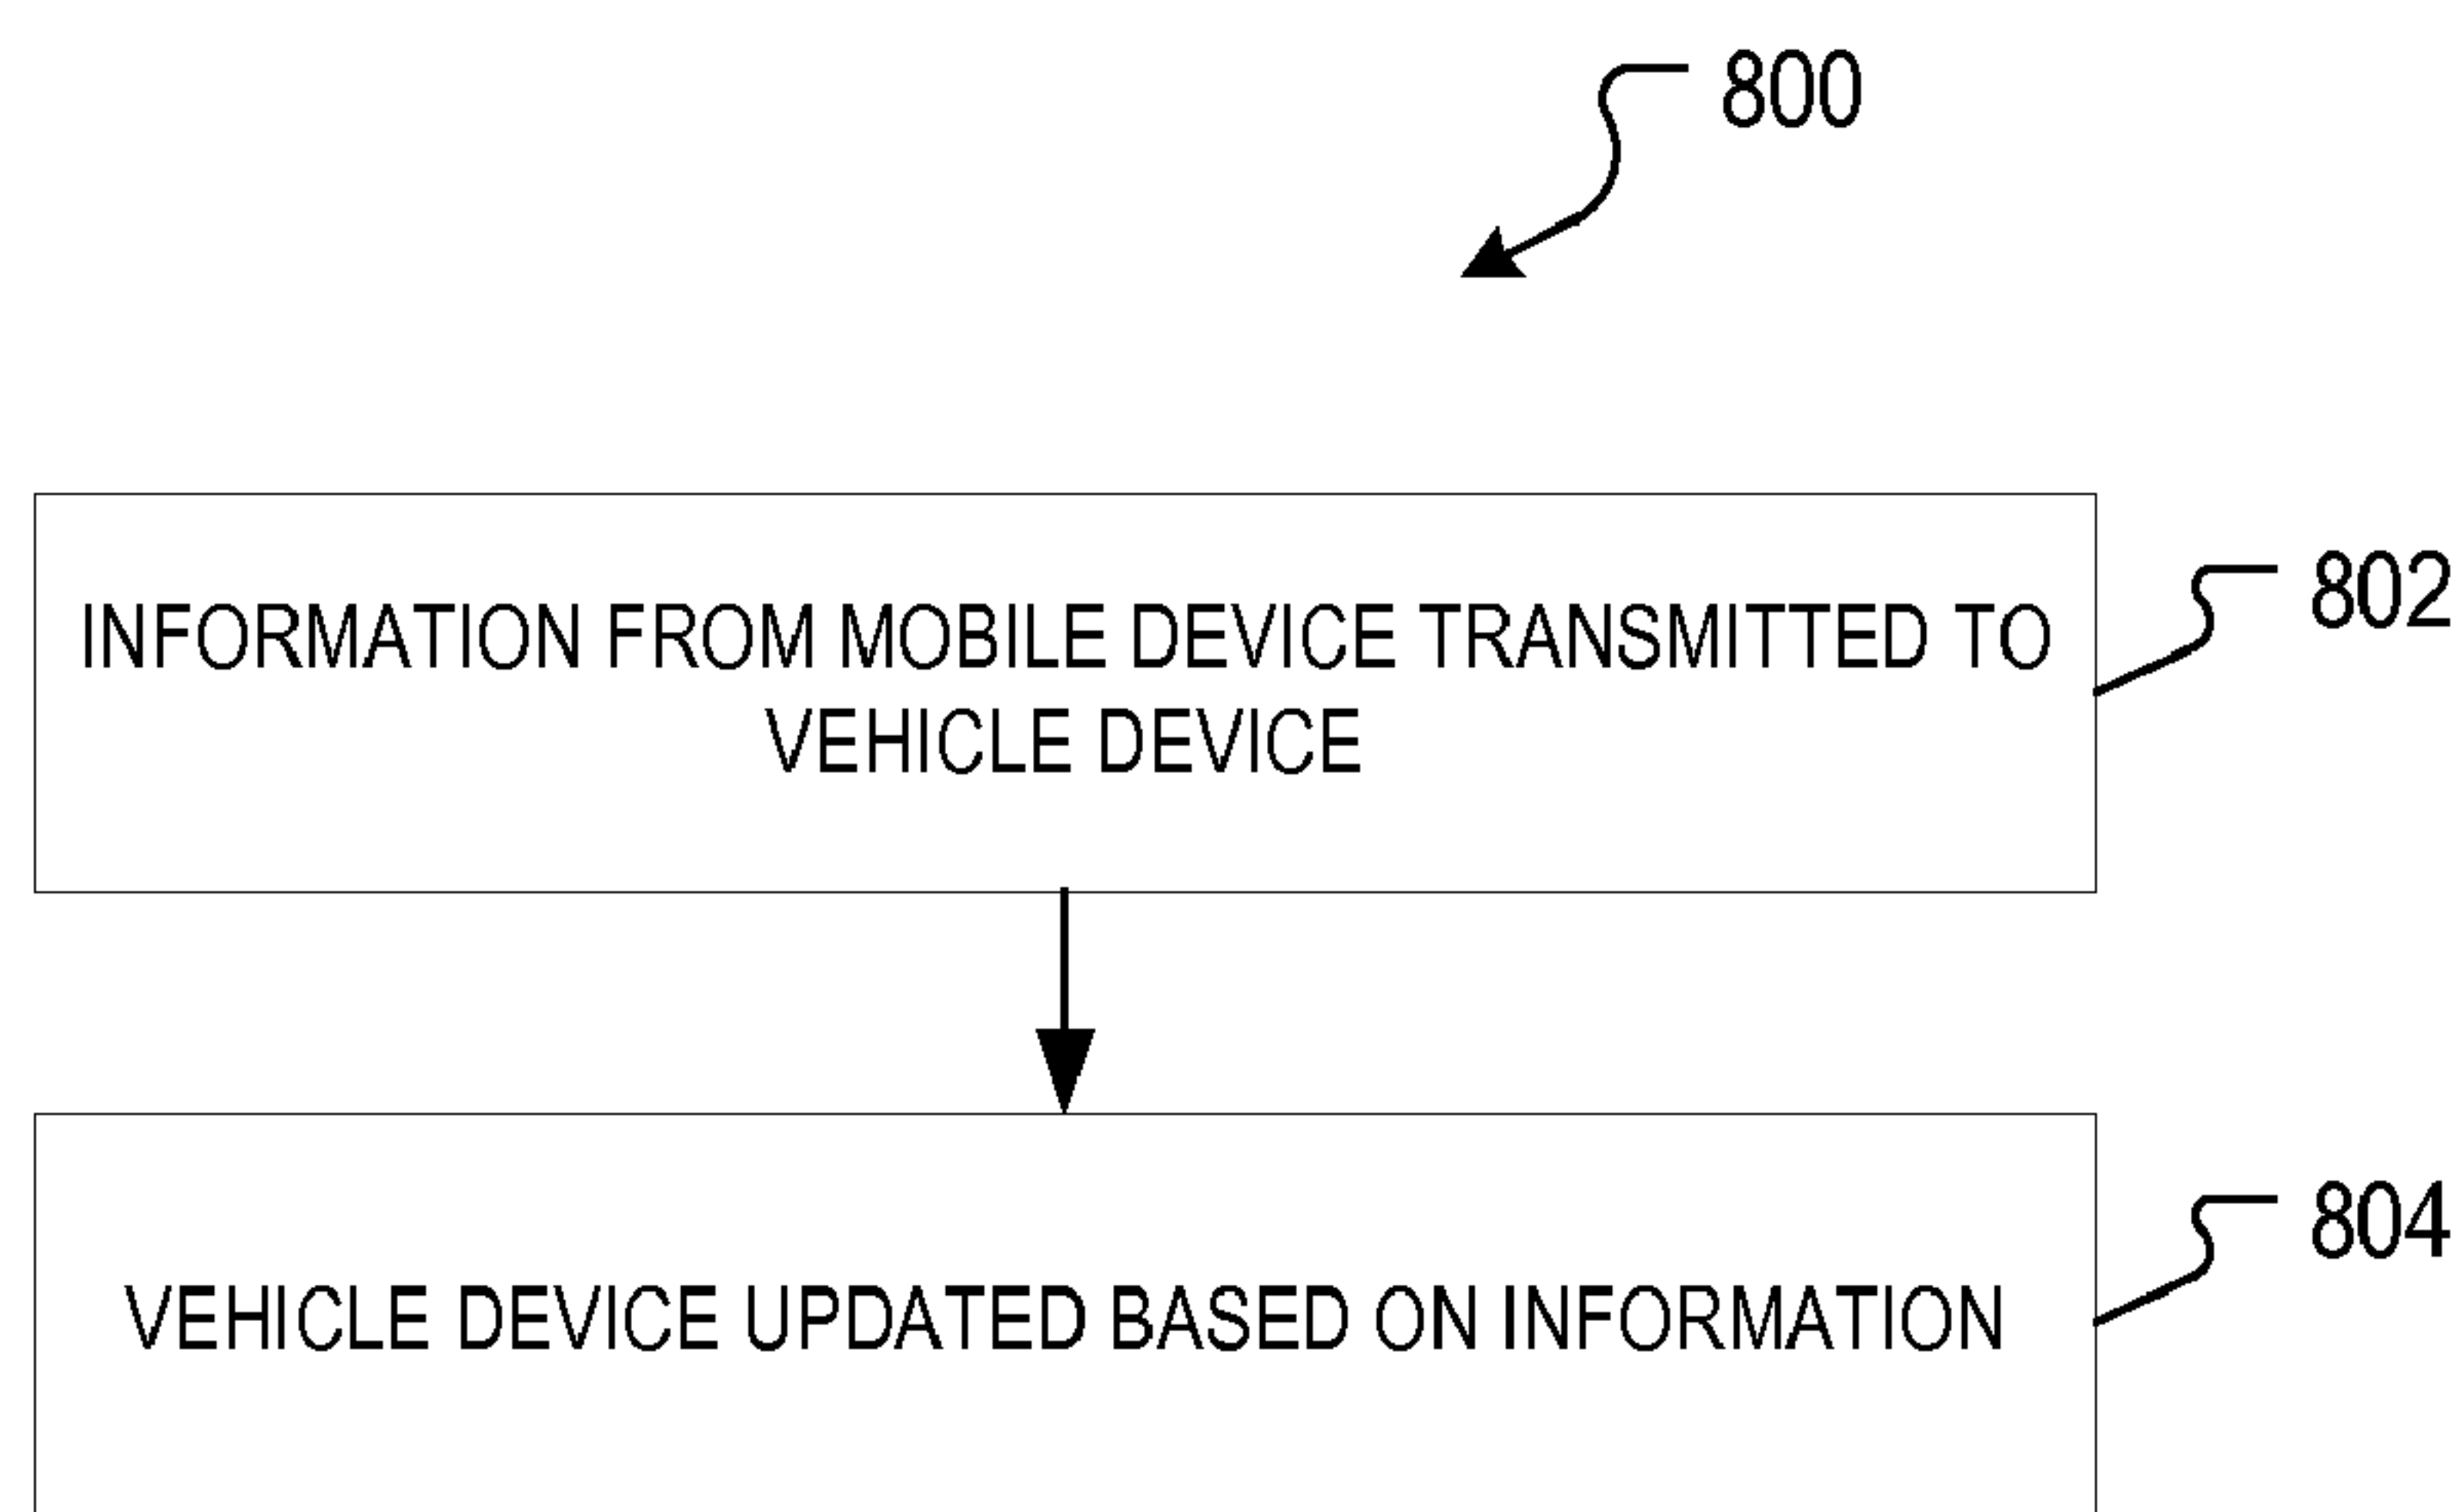 800
INFORMATION FROM MOBILE DEVICE TRANSMITTED TO
VEHICLE DEVICE
802
VEHICLE DEVICE UPDATED BASED ON INFORMATION
804